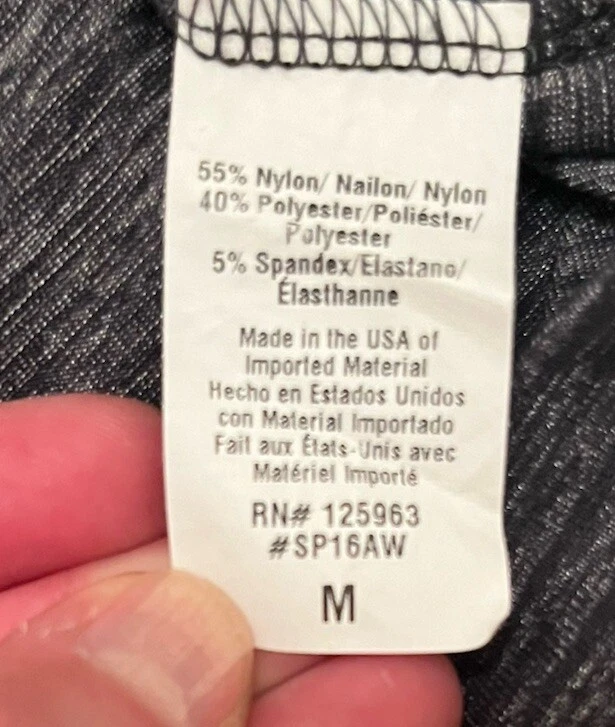 55% Nylon/ Nailon/ Nylon
40% Polyester/Poliéster/
Polyester
5% Spandex/Elastano/
Élasthanne
Made in the USA of
Imported Material
Hecho en Estados Unidos
con Material Importado
Fait aux États-Unis avec
Matériel Importé
RN# 125963
#SP16AW
M